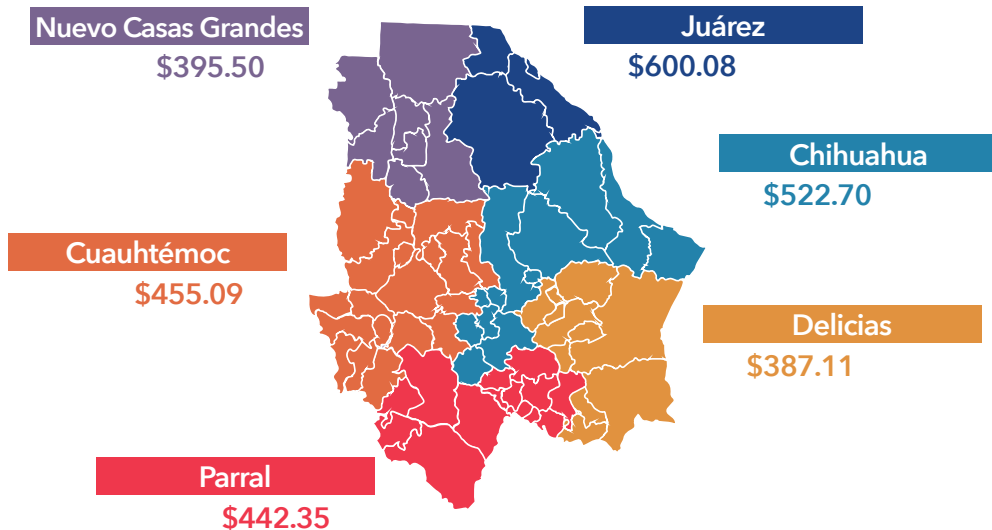 Nuevo Casas Grandes
$395.50
Juárez
$600.08
Chihuahua
$522.70
Cuauhtémoc
$455.09
Delicias
$387.11
Parral
$442.35